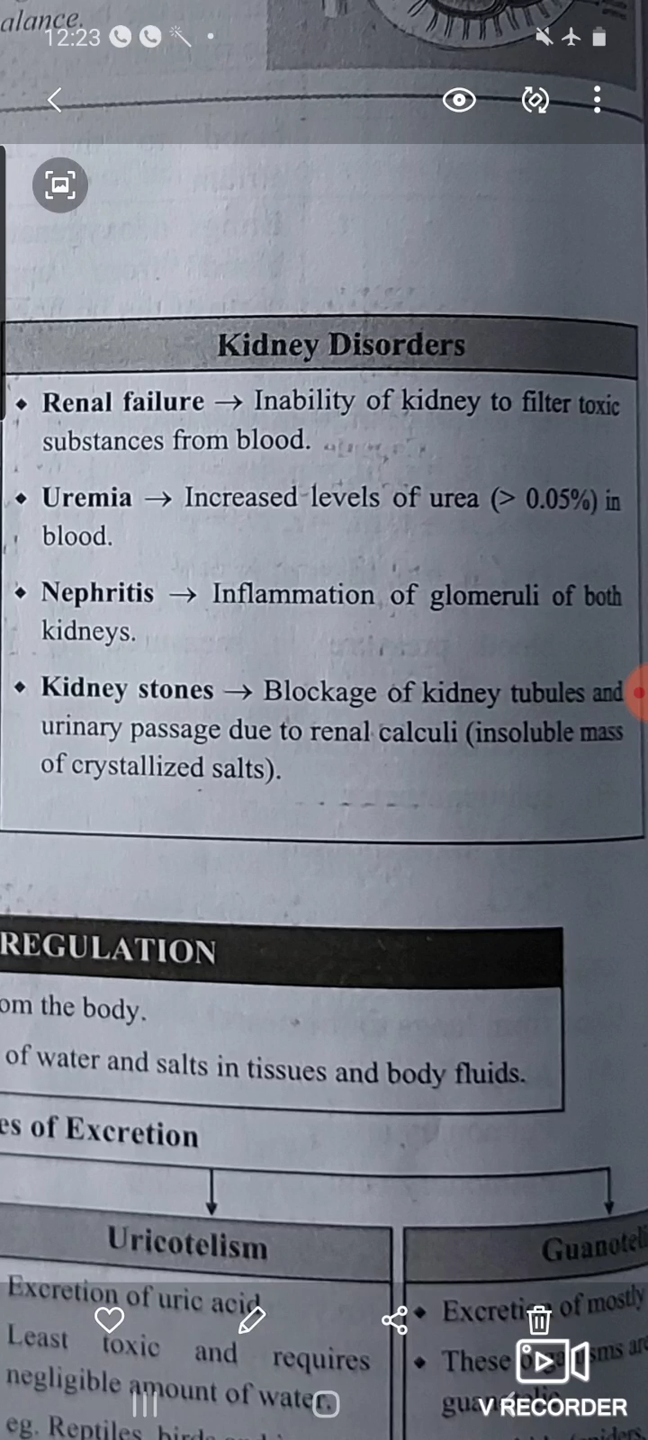 alance.
12:23
Kidney Disorders
◆ Renal failure → Inability of kidney to filter toxic
substances from blood.
◆ Uremia → Increased levels of urea (> 0.05%) in
blood.
◆ Nephritis → Inflammation of glomeruli of both
kidneys.
◆ Kidney stones → Blockage of kidney tubules and
urinary passage due to renal calculi (insoluble mass
of crystallized salts).
REGULATION
om the body.
of water and salts in tissues and body fluids.
es of Excretion
Uricotelism
Excretion of uric acid
Least toxic and requires
negligible amount of water.
eg. Reptiles, birds
Guanoteli
◆ Excretion of mostly
◆ These
V RECORDER